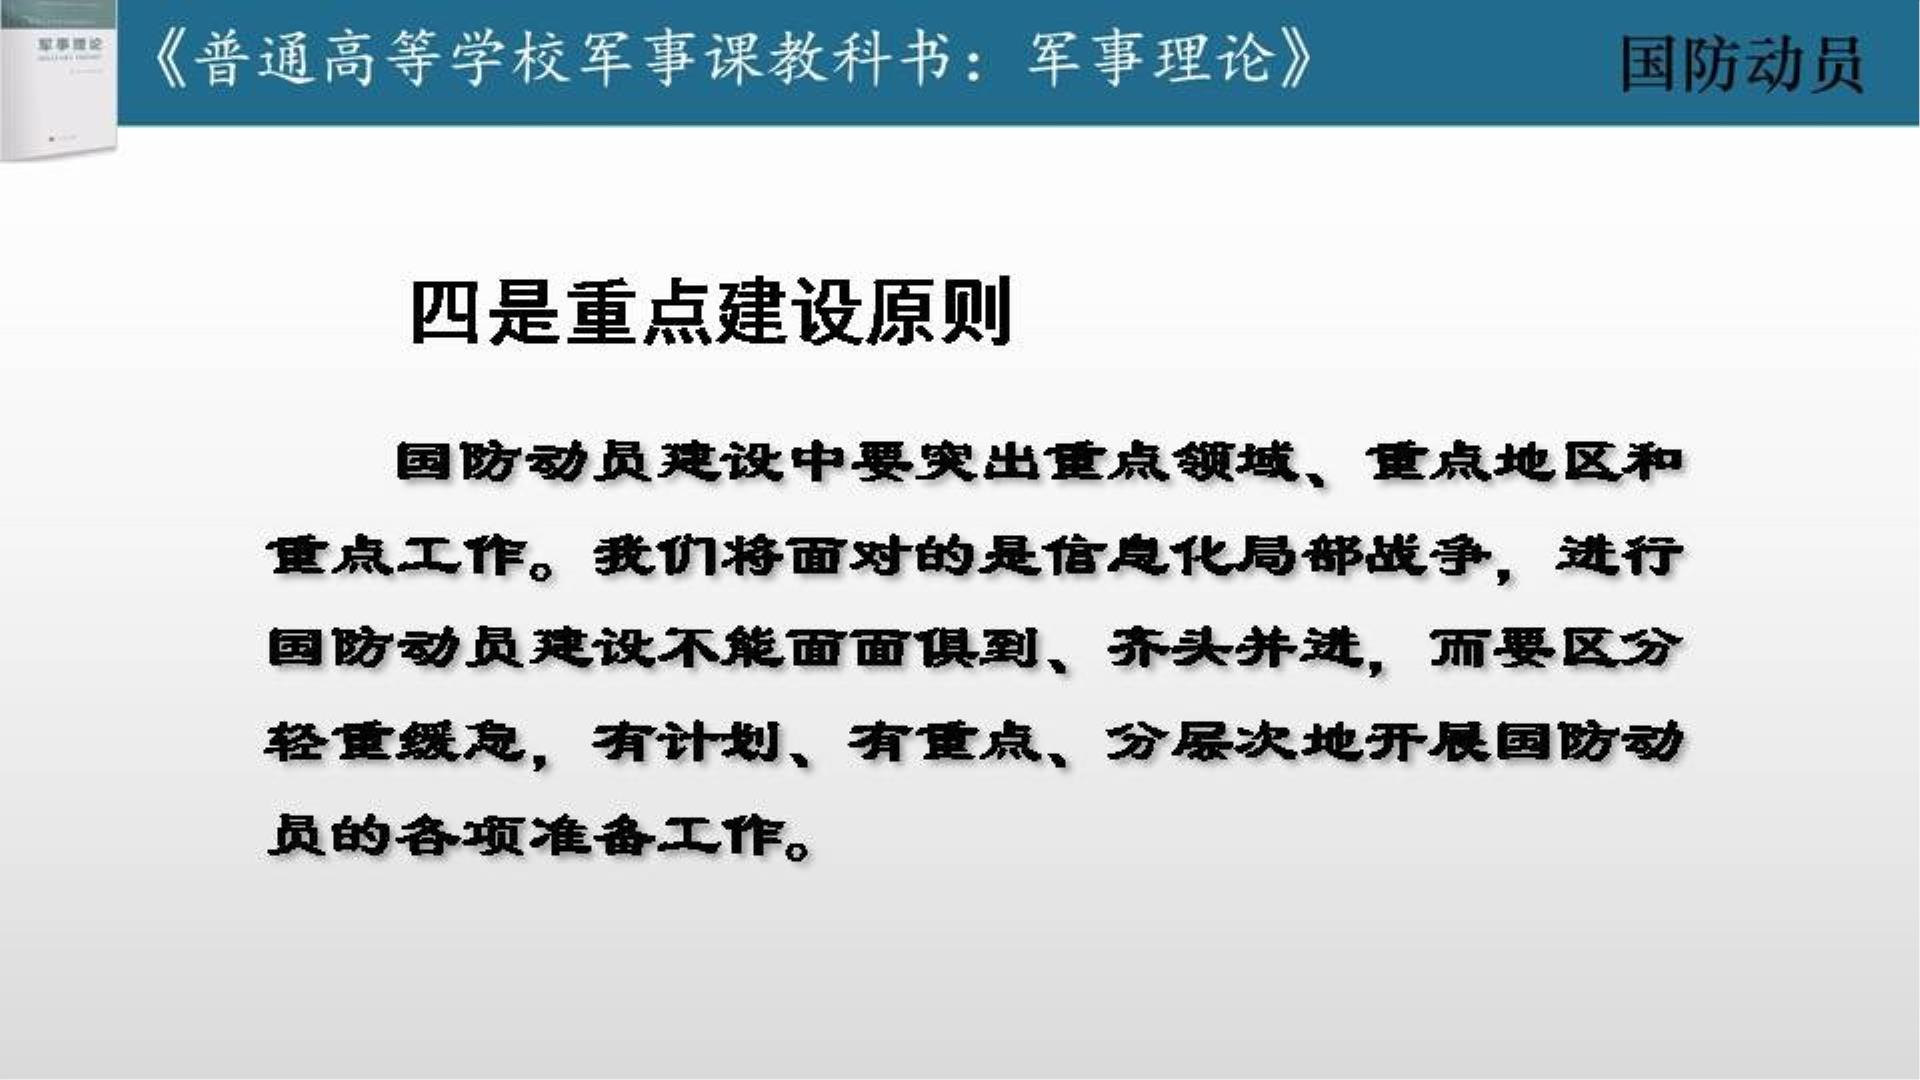 军事理论
《普通高等学校军事课教科书：军事理论》
国防动员
四是重点建设原则
国防动员建设中要突出重点领域、重点地区和
重点工作。我们将面对的是信息化局部战争，进行
国防动员建设不能面面俱到、齐头并进，而要区分
轻重缓急，有计划、有重点、分层次地开展国防动
员的各项准备工作。